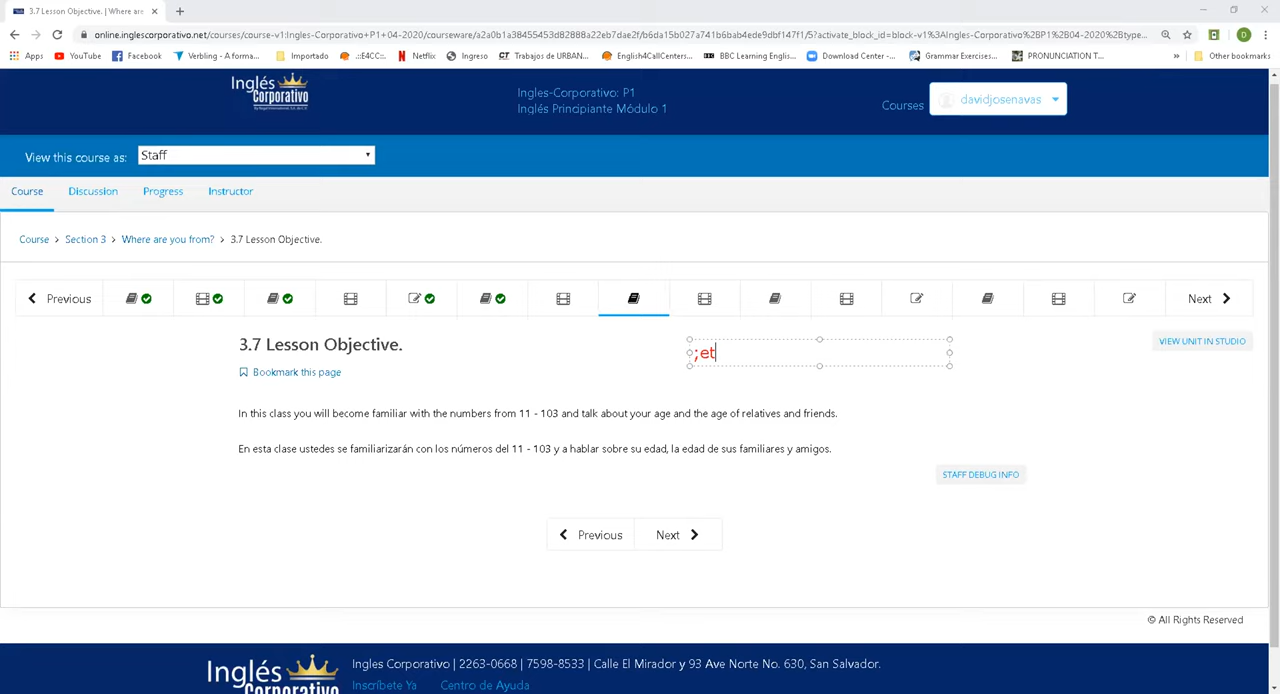 3.7 Lesson Objective. | Where are
online.inglescorporativo.net/courses/course-v1:Ingles-Corporativo+P1+04-2020/courseware/a2a0b1a38455453d82888a22eb7dae2f/b6da15b027a741b6bab4ede9dbf147f1/5?activate_block_id=block-v1%3AIngles-Corporativo%2BP1%2B04-2020%2Btype...
Apps YouTube Facebook Verbling - A forma... Importado .::E4CC::. Netflix Ingreso Trabajos de URBAN... English4CallCenters... BBC Learning Englis... Download Center -... Grammar Exercises... PRONUNCIATION T... » Other bookmarks
Inglés
Corporativo
Ingles-Corporativo: P1
Inglés Principiante Módulo 1
Courses davidjosenavas
View this course as: Staff
Course Discussion Progress Instructor
Course > Section 3 > Where are you from? > 3.7 Lesson Objective.
Previous Next
3.7 Lesson Objective.
;et
VIEW UNIT IN STUDIO
Bookmark this page
In this class you will become familiar with the numbers from 11 - 103 and talk about your age and the age of relatives and friends.
En esta clase ustedes se familiarizarán con los números del 11 - 103 y a hablar sobre su edad, la edad de sus familiares y amigos.
STAFF DEBUG INFO
Previous Next
© All Rights Reserved
Inglés
Corporativo
Ingles Corporativo | 2263-0668 | 7598-8533 | Calle El Mirador y 93 Ave Norte No. 630, San Salvador.
Inscríbete Ya Centro de Ayuda